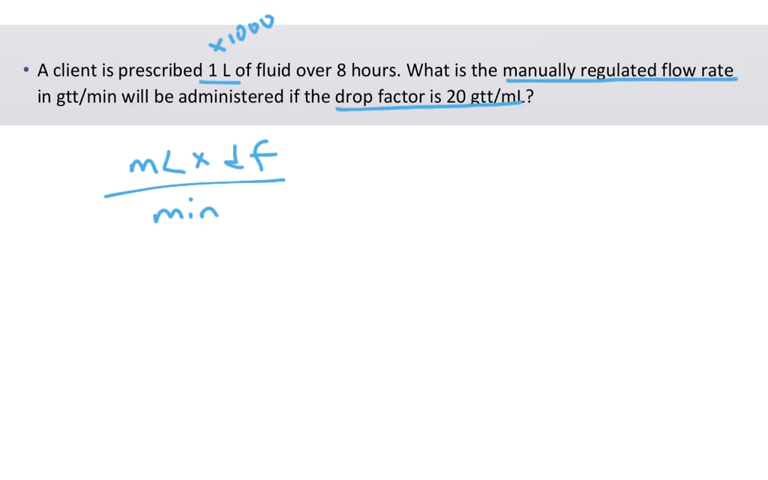 ×1000
• A client is prescribed 1 L of fluid over 8 hours. What is the manually regulated flow rate
in gtt/min will be administered if the drop factor is 20 gtt/mL?
mL × df
min